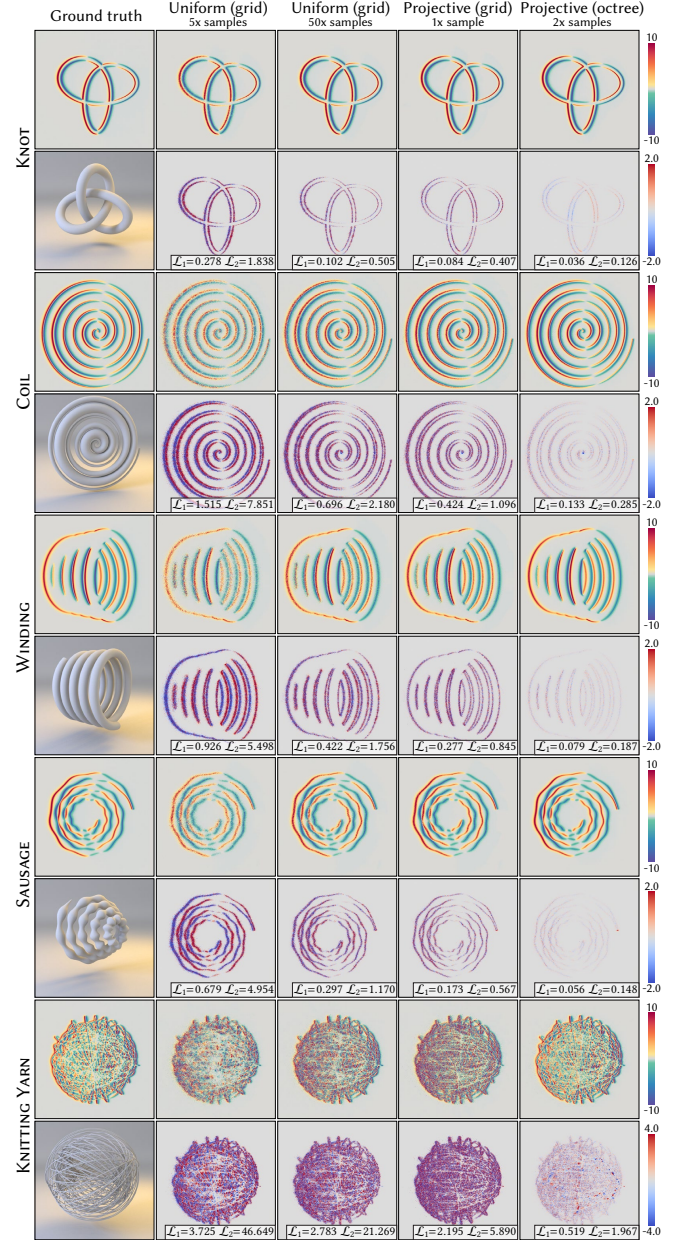 Ground truth
Uniform (grid)
5x samples
Uniform (grid)
50x samples
Projective (grid)
1x sample
Projective (octree)
2x samples
KNOT
10
-10
2.0
-2.0
ℒ₁=0.278 ℒ₂=1.838
ℒ₁=0.102 ℒ₂=0.505
ℒ₁=0.084 ℒ₂=0.407
ℒ₁=0.036 ℒ₂=0.126
COIL
10
-10
2.0
-2.0
ℒ₁=1.515 ℒ₂=7.851
ℒ₁=0.696 ℒ₂=2.180
ℒ₁=0.424 ℒ₂=1.096
ℒ₁=0.133 ℒ₂=0.285
WINDING
10
-10
2.0
-2.0
ℒ₁=0.926 ℒ₂=5.498
ℒ₁=0.422 ℒ₂=1.756
ℒ₁=0.277 ℒ₂=0.845
ℒ₁=0.079 ℒ₂=0.187
SAUSAGE
10
-10
2.0
-2.0
ℒ₁=0.679 ℒ₂=4.954
ℒ₁=0.297 ℒ₂=1.170
ℒ₁=0.173 ℒ₂=0.567
ℒ₁=0.056 ℒ₂=0.148
KNITTING YARN
10
-10
4.0
-4.0
ℒ₁=3.725 ℒ₂=46.649
ℒ₁=2.783 ℒ₂=21.269
ℒ₁=2.195 ℒ₂=5.890
ℒ₁=0.519 ℒ₂=1.967